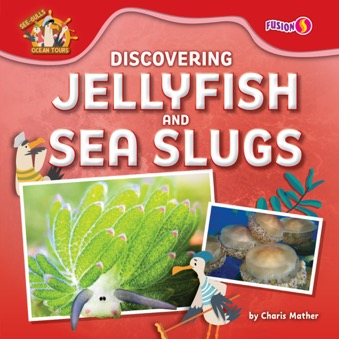 SEE-GULLS
OCEAN TOURS
FUSION
DISCOVERING
JELLYFISH
AND
SEA SLUGS
by Charis Mather